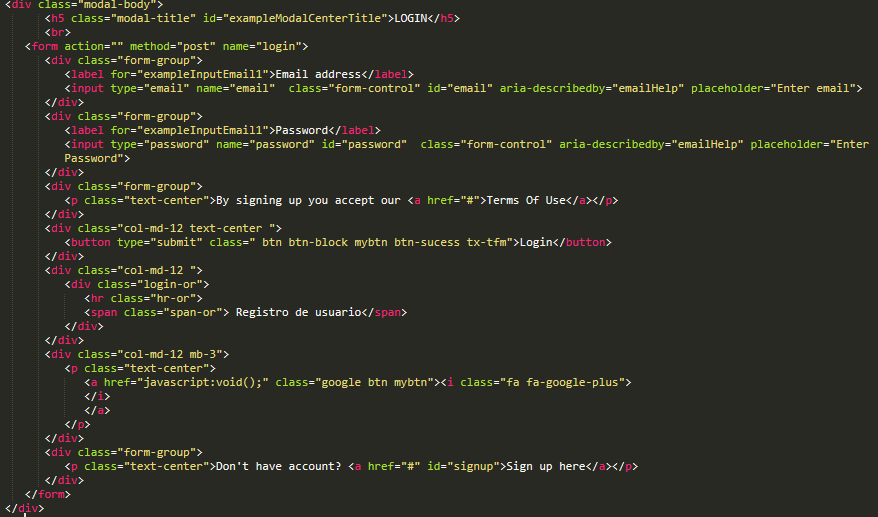 <div class="modal-body">
<h5 class="modal-title" id="exampleModalCenterTitle">LOGIN</h5>
<br>
<form action="" method="post" name="login">
<div class="form-group">
<label for="exampleInputEmail1">Email address</label>
<input type="email" name="email"  class="form-control" id="email" aria-describedby="emailHelp" placeholder="Enter email">
</div>
<div class="form-group">
<label for="exampleInputEmail1">Password</label>
<input type="password" name="password" id="password"  class="form-control" aria-describedby="emailHelp" placeholder="Enter
Password">
</div>
<div class="form-group">
<p class="text-center">By signing up you accept our <a href="#">Terms Of Use</a></p>
</div>
<div class="col-md-12 text-center ">
<button type="submit" class=" btn btn-block mybtn btn-sucess tx-tfm">Login</button>
</div>
<div class="col-md-12 ">
<div class="login-or">
<hr class="hr-or">
<span class="span-or"> Registro de usuario</span>
</div>
</div>
<div class="col-md-12 mb-3">
<p class="text-center">
<a href="javascript:void();" class="google btn mybtn"><i class="fa fa-google-plus">
</i>
</a>
</p>
</div>
<div class="form-group">
<p class="text-center">Don't have account? <a href="#" id="signup">Sign up here</a></p>
</div>
</form>
</div>